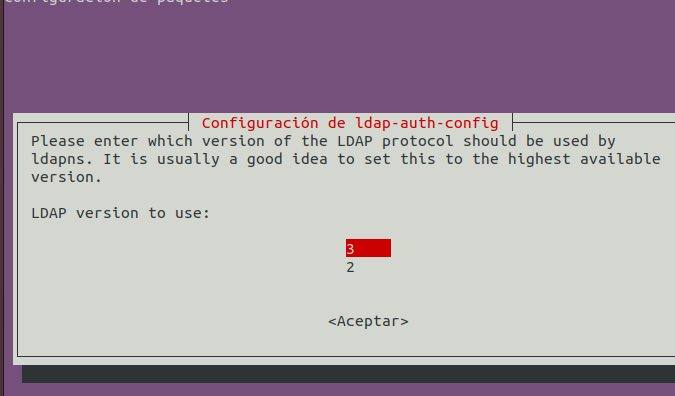 Configuración de paquetes
Configuración de ldap-auth-config
Please enter which version of the LDAP protocol should be used by
ldapns. It is usually a good idea to set this to the highest available
version.
LDAP version to use:
3
2
<Aceptar>